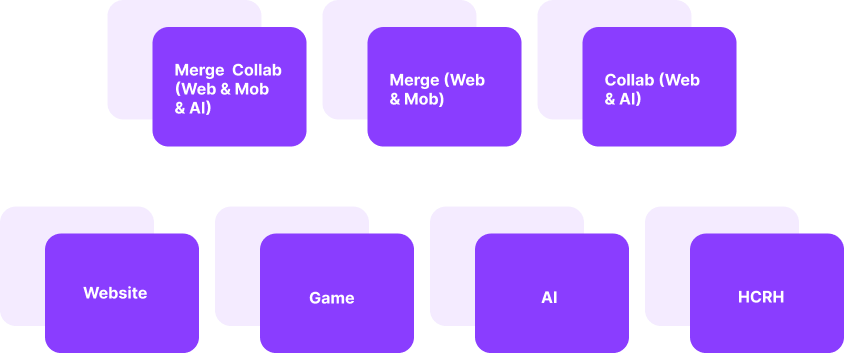 Merge  Collab
(Web & Mob
& AI)
Merge (Web
& Mob)
Collab (Web
& AI)
Website
Game
AI
HCRH